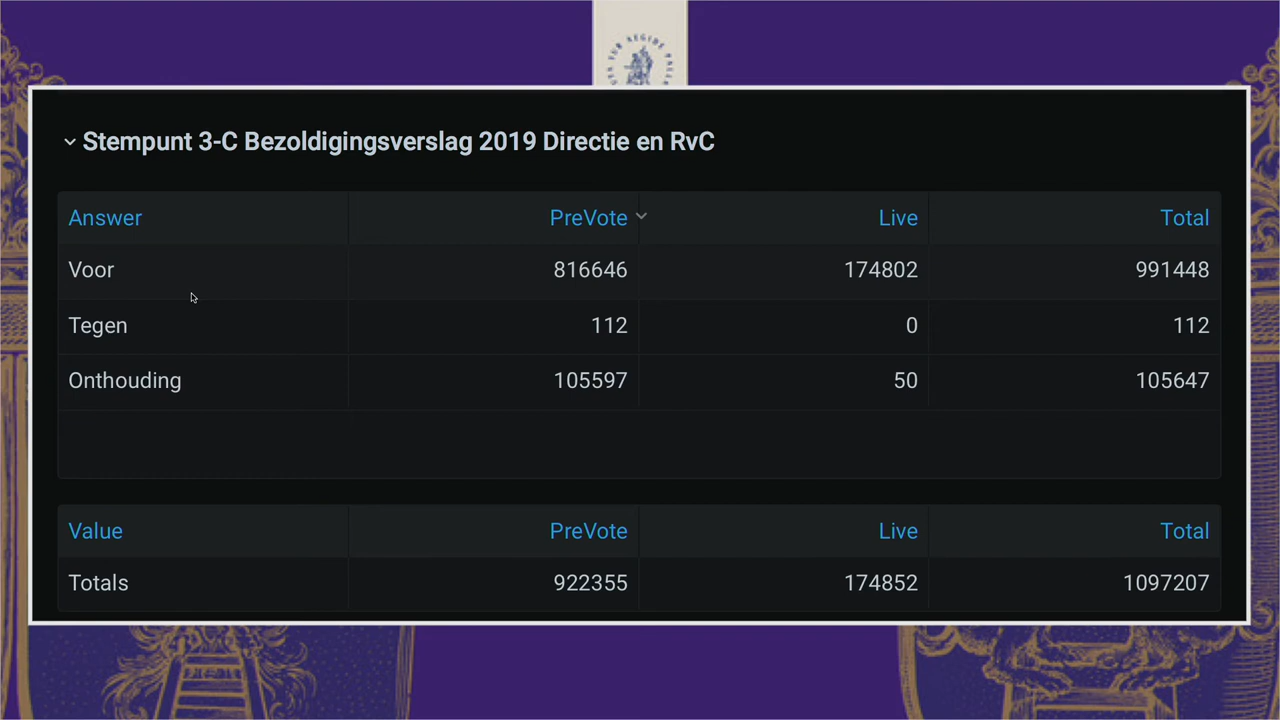 Stempunt 3-C Bezoldigingsverslag 2019 Directie en RvC
Answer PreVote Live Total
Voor 816646 174802 991448
Tegen 112 0 112
Onthouding 105597 50 105647
Value PreVote Live Total
Totals 922355 174852 1097207